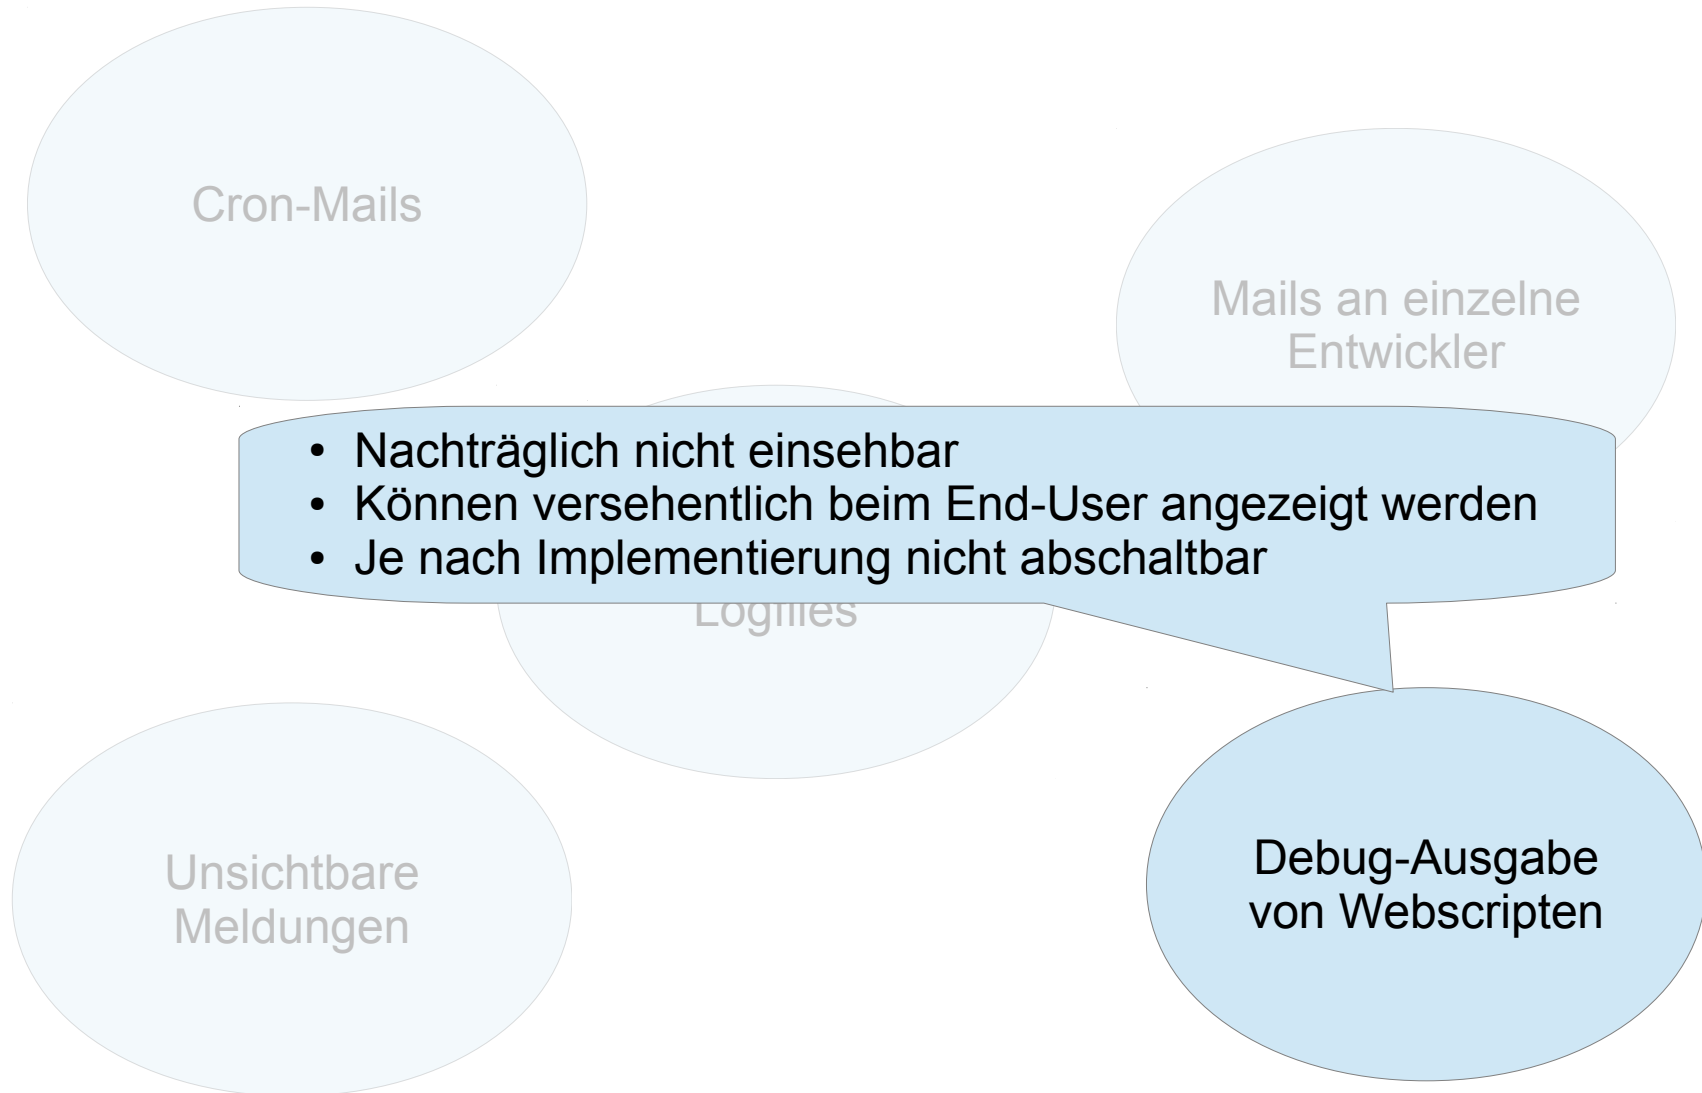 Cron-Mails
Mails an einzelne
Entwickler
• Nachträglich nicht einsehbar
• Können versehentlich beim End-User angezeigt werden
• Je nach Implementierung nicht abschaltbar
Logfiles
Unsichtbare
Meldungen
Debug-Ausgabe
von Webscripten